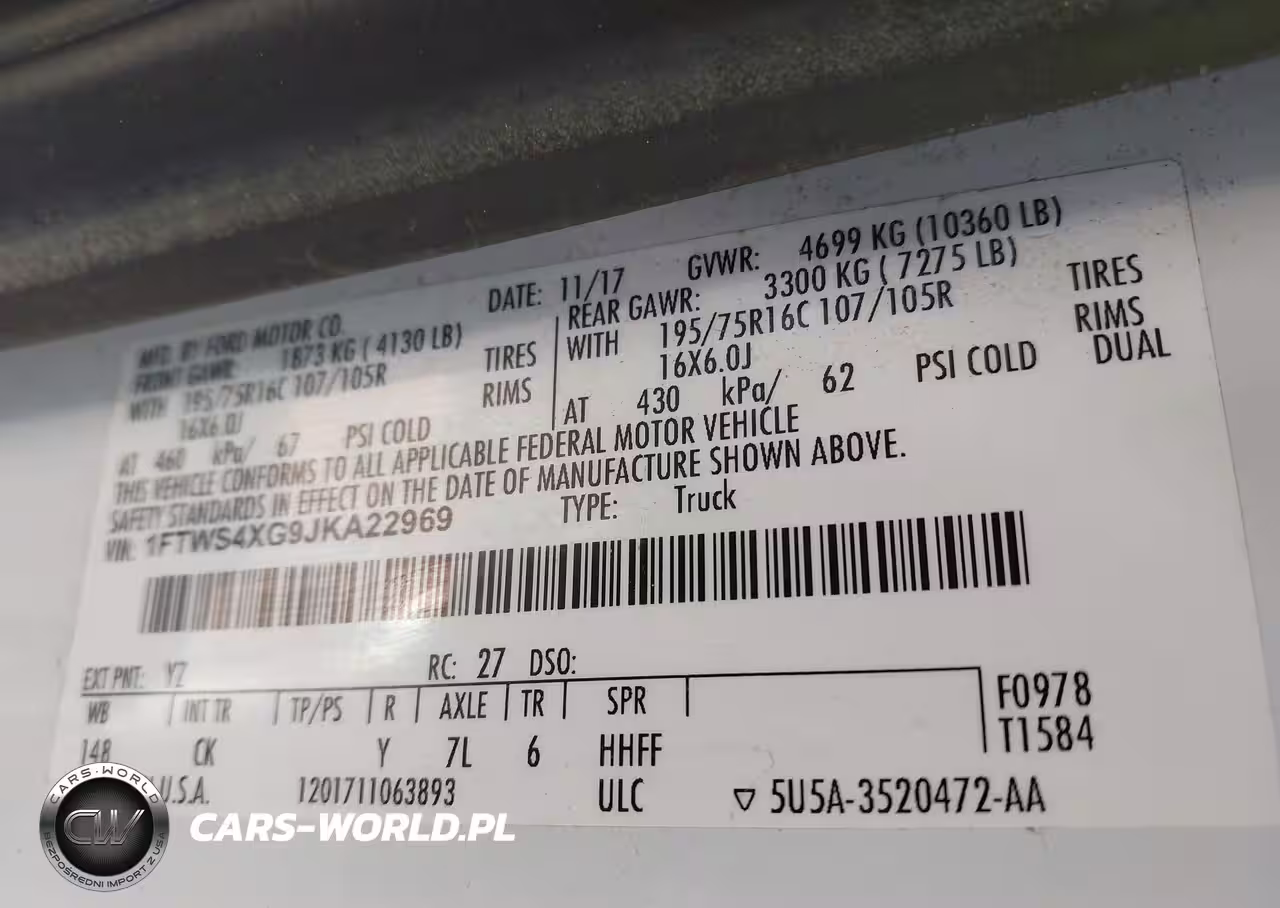 MFD. BY FORD MOTOR CO.
DATE: 11/17 GVWR: 4699 KG (10360 LB)
FRONT GAWR: 1873 KG ( 4130 LB) REAR GAWR: 3300 KG ( 7275 LB)
WITH 195/75R16C 107/105R TIRES WITH 195/75R16C 107/105R TIRES
16X6.0J RIMS 16X6.0J RIMS
AT 460 kPa/ 67 PSI COLD AT 430 kPa/ 62 PSI COLD DUAL
THIS VEHICLE CONFORMS TO ALL APPLICABLE FEDERAL MOTOR VEHICLE
SAFETY STANDARDS IN EFFECT ON THE DATE OF MANUFACTURE SHOWN ABOVE.
VIN: 1FTWS4XG9JKA22969 TYPE: Truck
EXT PNT: YZ RC: 27 DSO:
WB INT TR TP/PS R AXLE TR SPR F0978
148 CK Y 7L 6 HHFF T1584
U.S.A. 1201711063893 ULC ▽ 5U5A-3520472-AA
CARS-WORLD
CW
BEZPOŚREDNI IMPORT Z USA
CARS-WORLD.PL